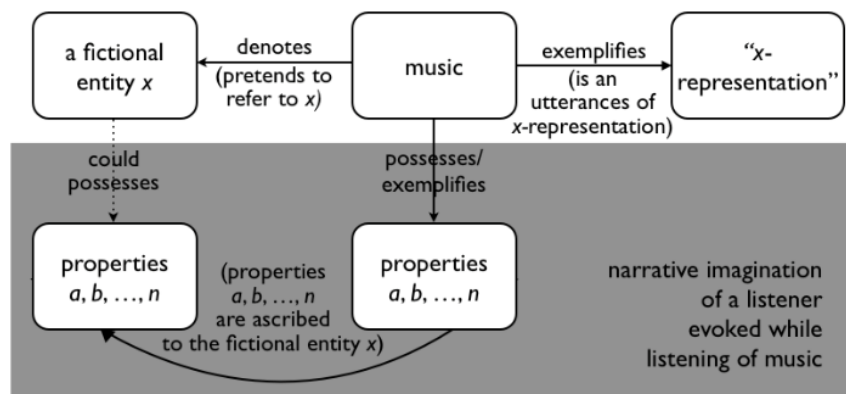 a fictional
entity x
denotes
(pretends to
refer to x)
music
exemplifies
(is an
utterances of
x-representation)
“x-
representation”
could
possesses
possesses/
exemplifies
properties
a, b, …, n
(properties
a, b, …, n
are ascribed
to the fictional entity x)
properties
a, b, …, n
narrative imagination
of a listener
evoked while
listening of music